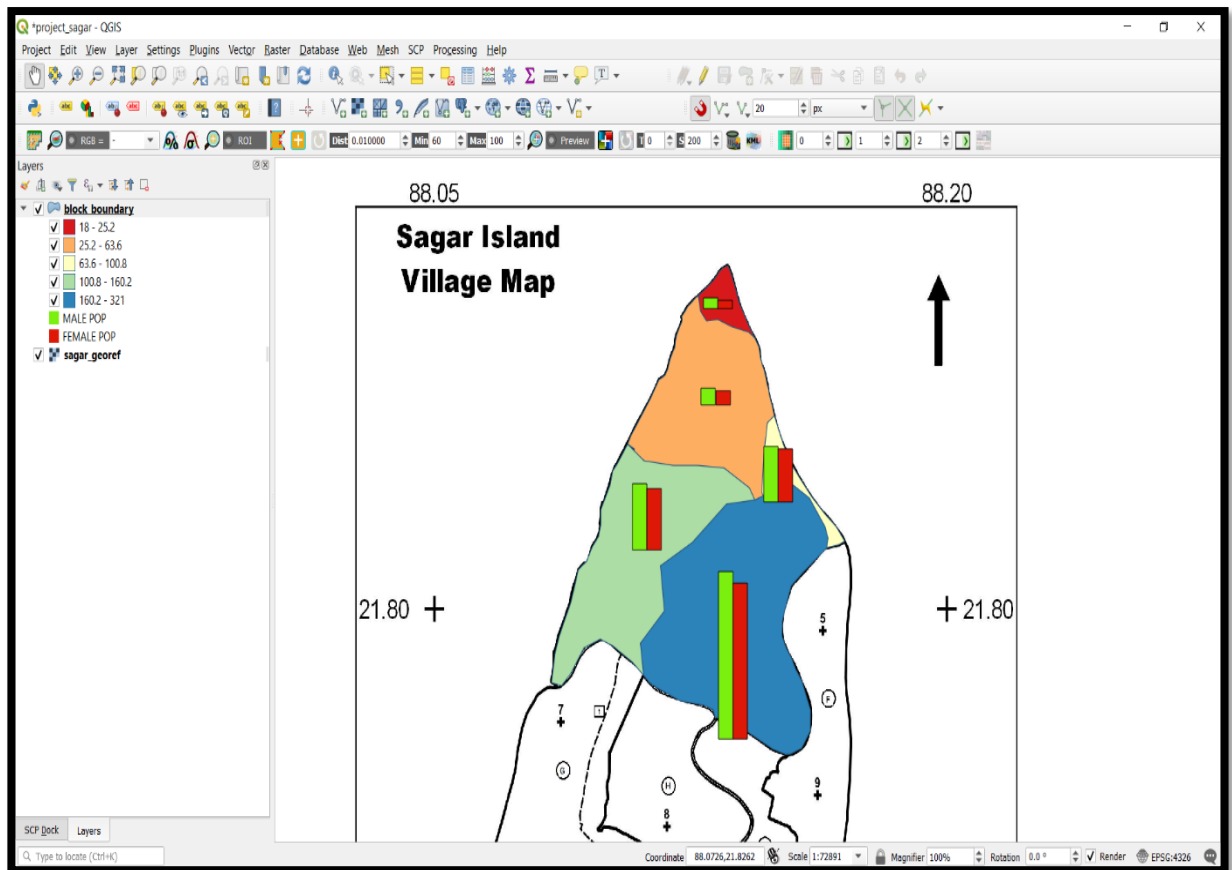 *project_sagar - QGIS
Project Edit View Layer Settings Plugins Vector Raster Database Web Mesh SCP Processing Help
20 px
RGB = - ROI Dist 0.010000 Min 60 Max 100 Preview T 0 S 200 KML 0 1 2
Layers
block boundary
18 - 25.2
25.2 - 63.6
63.6 - 100.8
100.8 - 160.2
160.2 - 321
MALE POP
FEMALE POP
sagar_georef
88.05 88.20
Sagar Island
Village Map
21.80 21.80
5
F
7 1
G
H
8
9
SCP Dock Layers
Type to locate (Ctrl+K) Coordinate 88.0726,21.8262 Scale 1:72891 Magnifier 100% Rotation 0.0 ° Render EPSG:4326